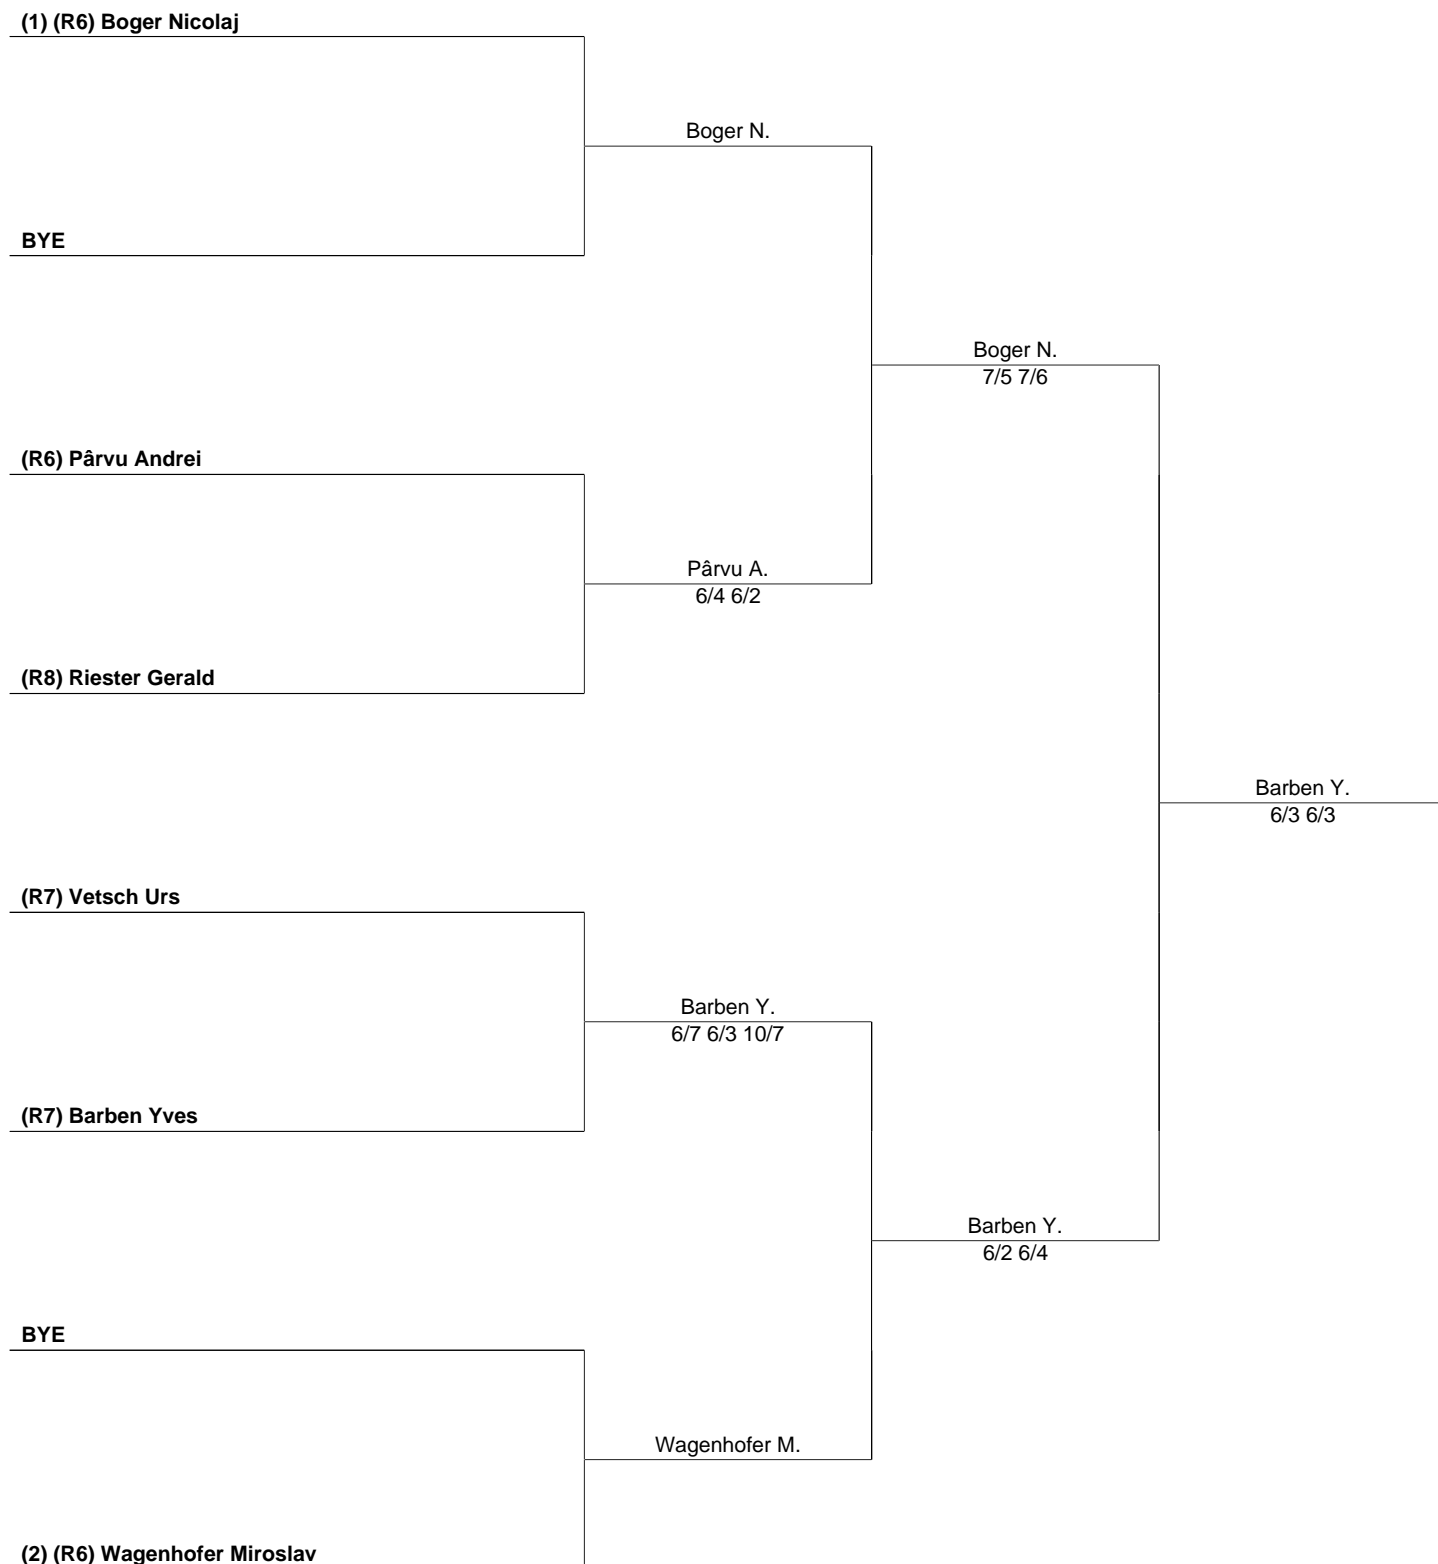 (1) (R6) Boger Nicolaj
Boger N.
BYE
Boger N.
7/5 7/6
(R6) Pârvu Andrei
Pârvu A.
6/4 6/2
(R8) Riester Gerald
Barben Y.
6/3 6/3
(R7) Vetsch Urs
Barben Y.
6/7 6/3 10/7
(R7) Barben Yves
Barben Y.
6/2 6/4
BYE
Wagenhofer M.
(2) (R6) Wagenhofer Miroslav